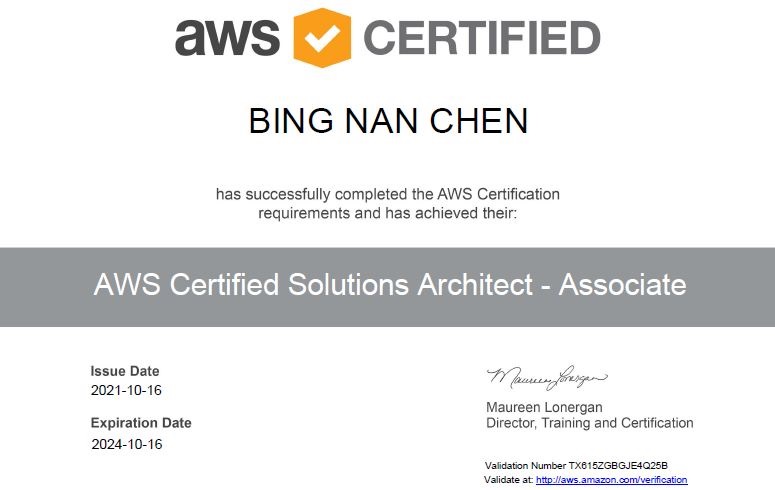 aws CERTIFIED
BING NAN CHEN
has successfully completed the AWS Certification
requirements and has achieved their:
AWS Certified Solutions Architect - Associate
Issue Date
2021-10-16
Expiration Date
2024-10-16
Maureen Lonergan
Maureen Lonergan
Director, Training and Certification
Validation Number TX615ZGBGJE4Q25B
Validate at: http://aws.amazon.com/verification